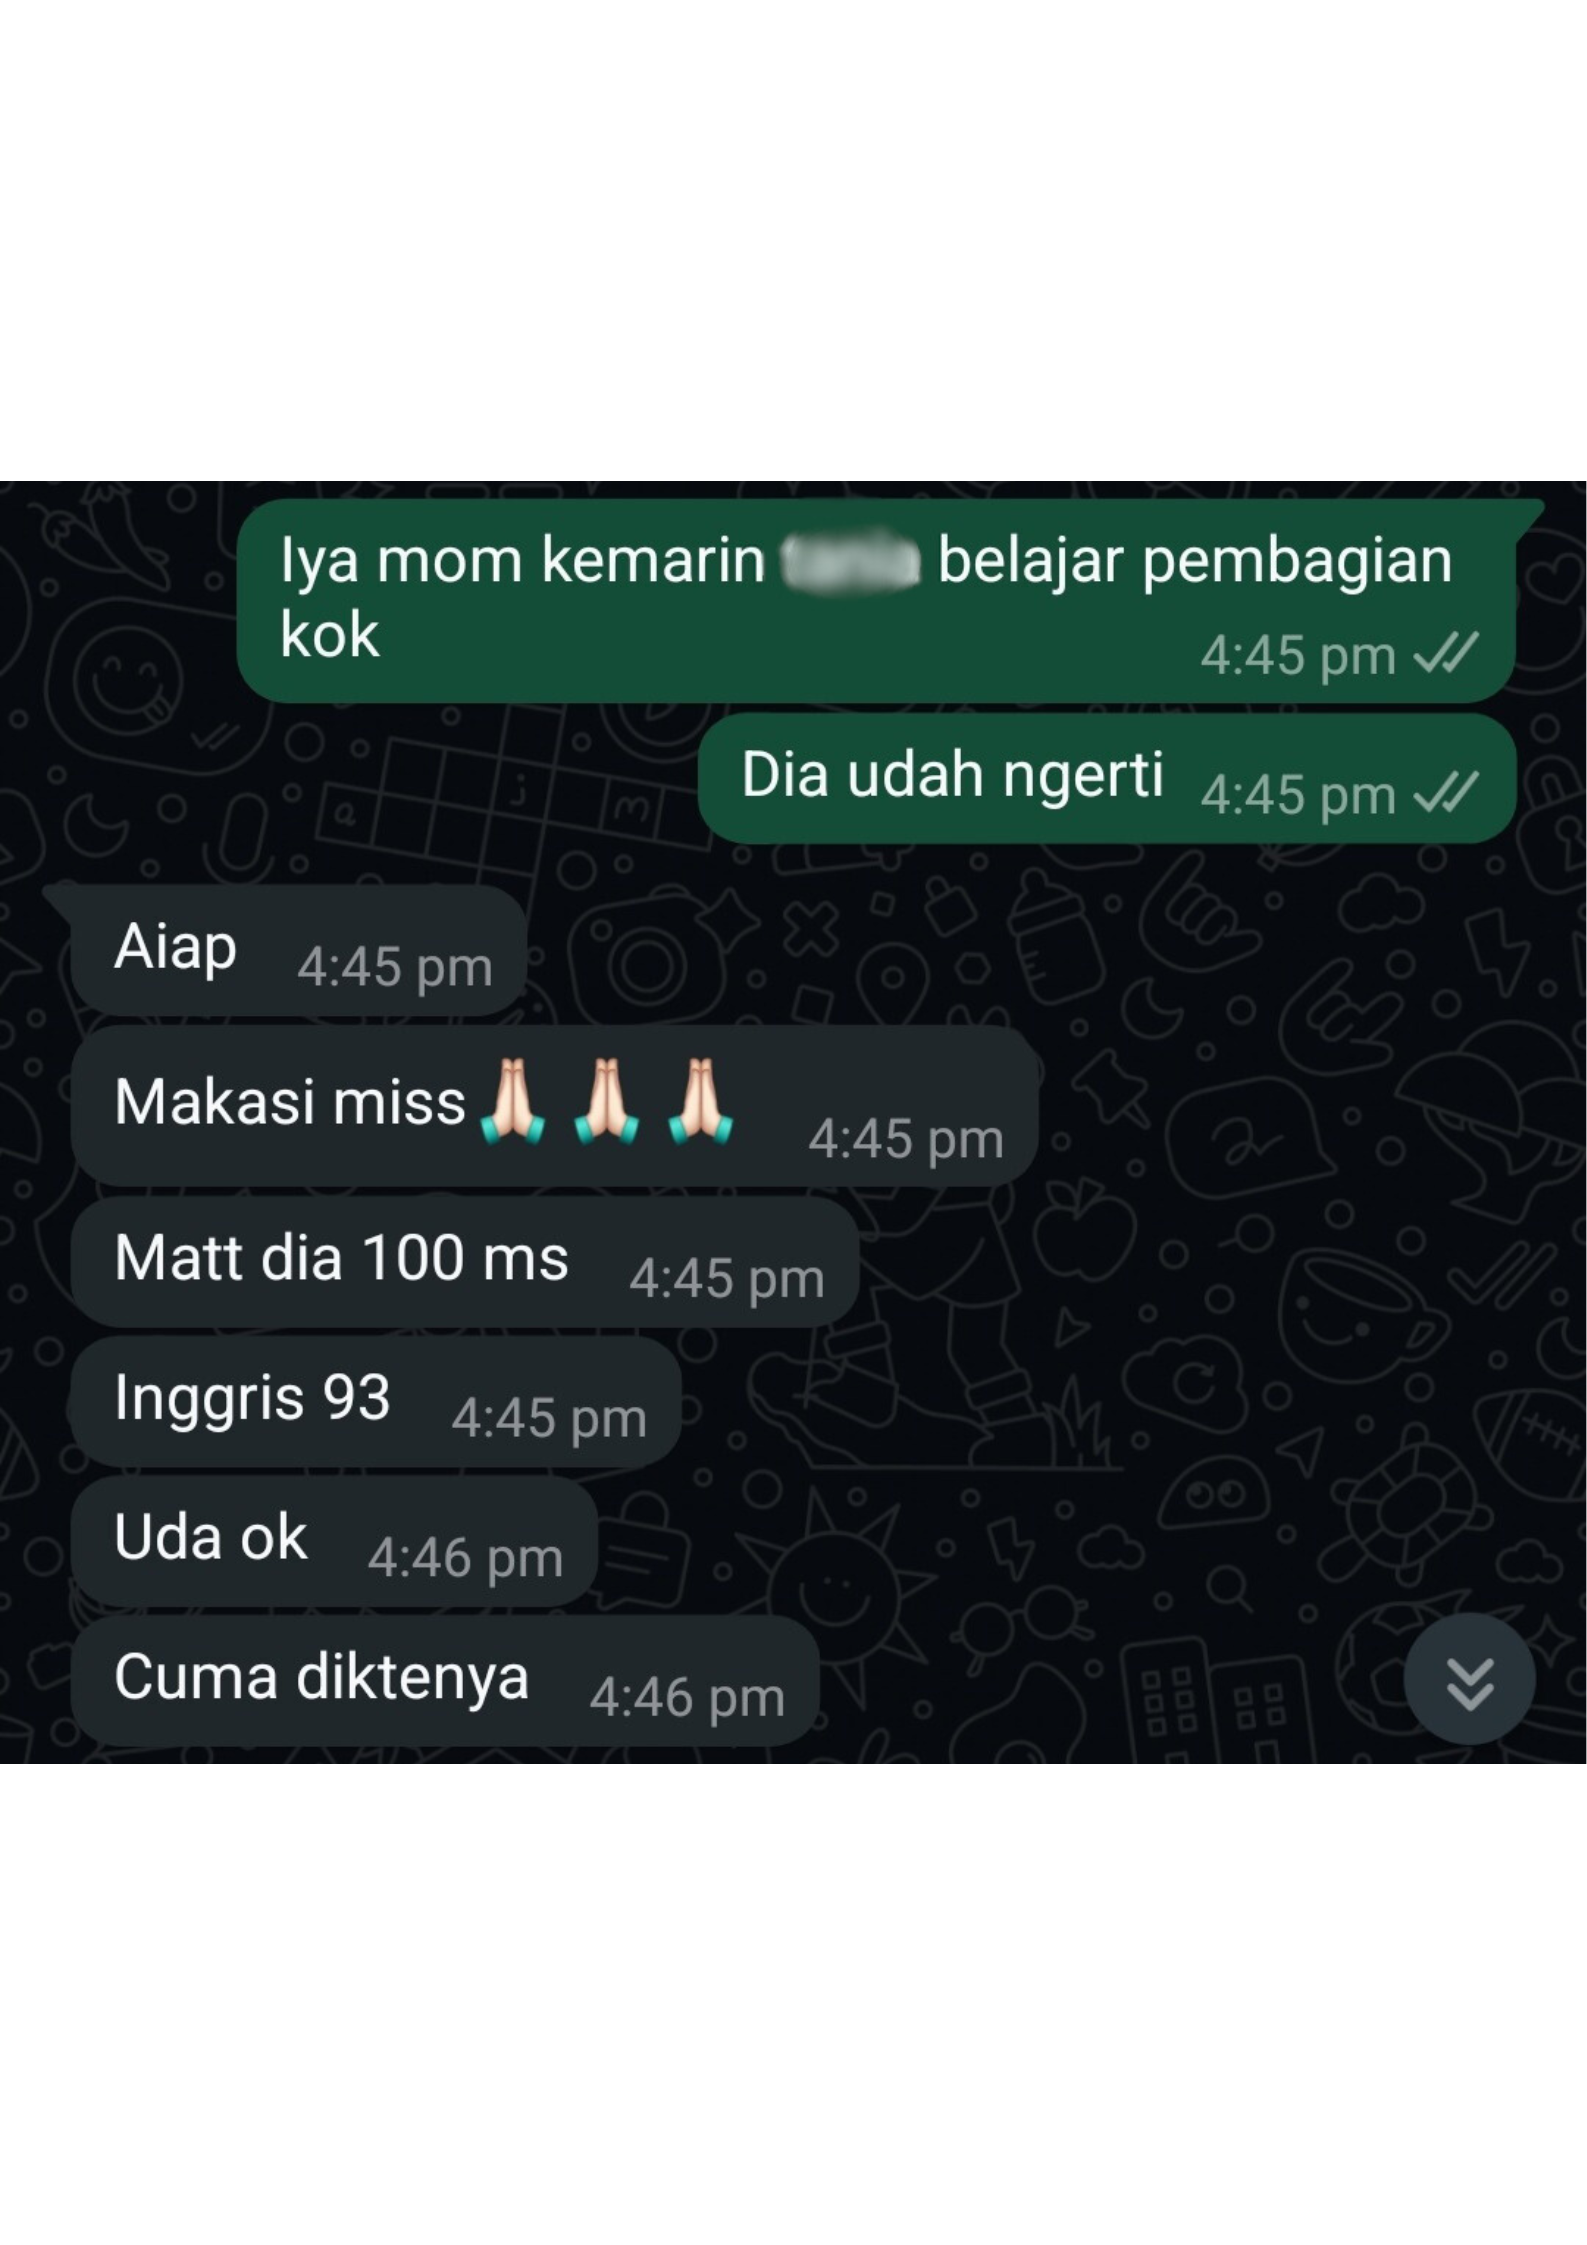 Iya mom kemarin belajar pembagian
kok
4:45 pm
Dia udah ngerti 4:45 pm
Aiap 4:45 pm
Makasi miss🙏🏻🙏🏻🙏🏻 4:45 pm
Matt dia 100 ms 4:45 pm
Inggris 93 4:45 pm
Uda ok 4:46 pm
Cuma diktenya 4:46 pm